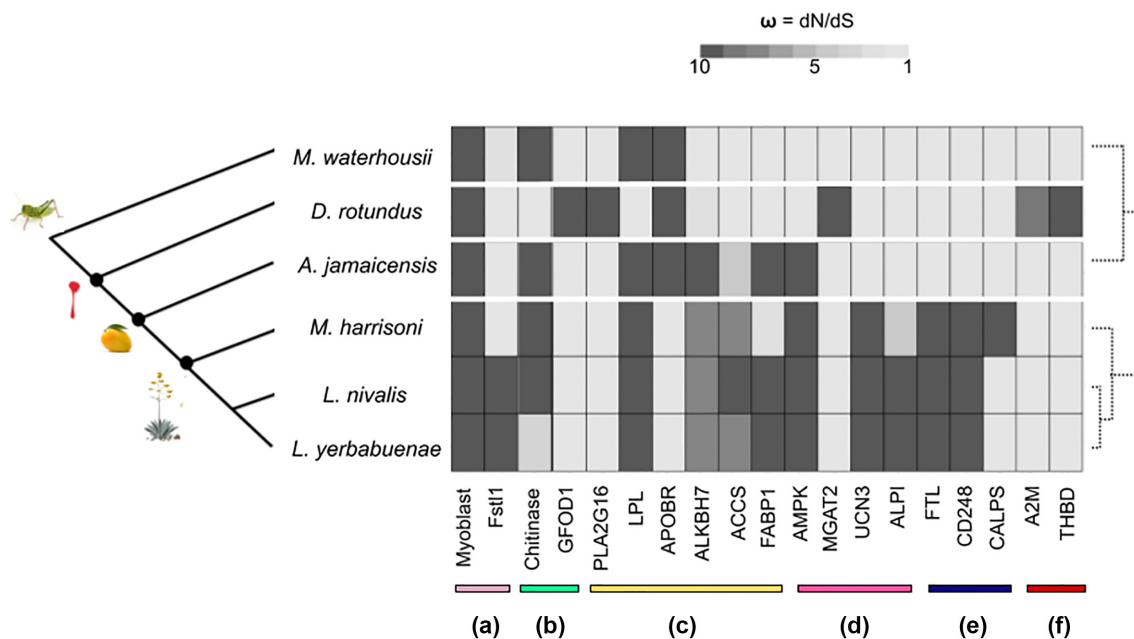 ω = dN/dS
10 5 1
M. waterhousii
D. rotundus
A. jamaicensis
M. harrisoni
L. nivalis
L. yerbabuenae
Myoblast
Fstl1
Chitinase
GFOD1
PLA2G16
LPL
APOBR
ALKBH7
ACCS
FABP1
AMPK
MGAT2
UCN3
ALPI
FTL
CD248
CALPS
A2M
THBD
(a) (b) (c) (d) (e) (f)